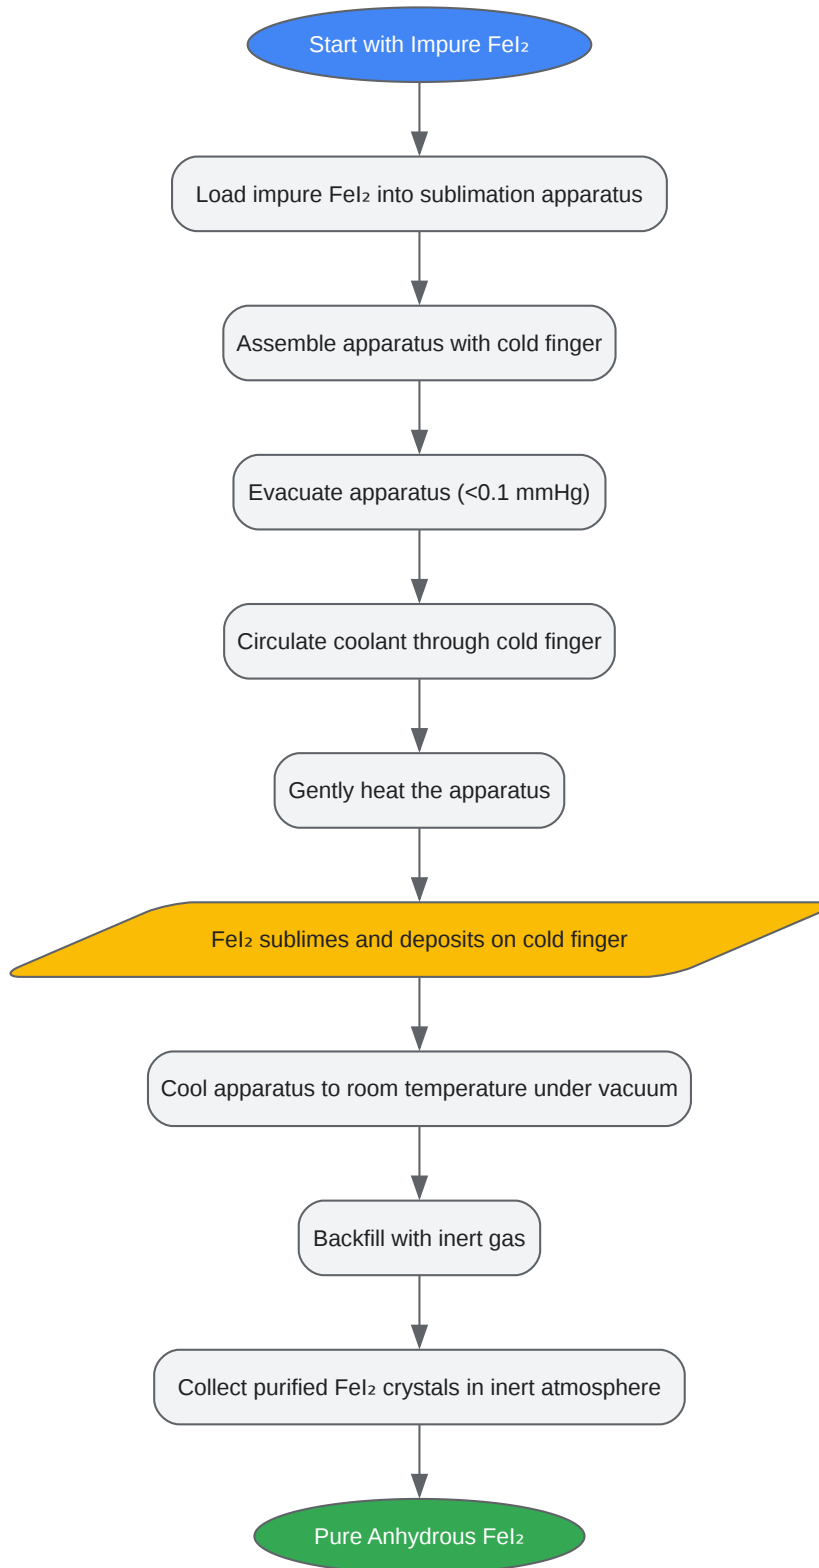 Start with Impure FeI₂
Load impure FeI₂ into sublimation apparatus
Assemble apparatus with cold finger
Evacuate apparatus (<0.1 mmHg)
Circulate coolant through cold finger
Gently heat the apparatus
FeI₂ sublimes and deposits on cold finger
Cool apparatus to room temperature under vacuum
Backfill with inert gas
Collect purified FeI₂ crystals in inert atmosphere
Pure Anhydrous FeI₂